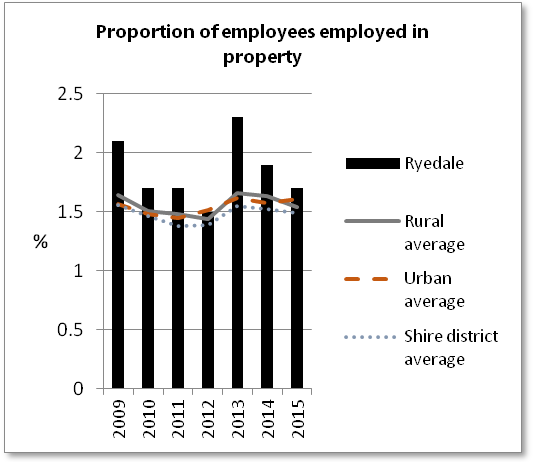 Proportion of employees employed in
property
2.5
2
1.5
1
0.5
0
%
2009
2010
2011
2012
2013
2014
2015
Ryedale
Rural
average
Urban
average
Shire district
average